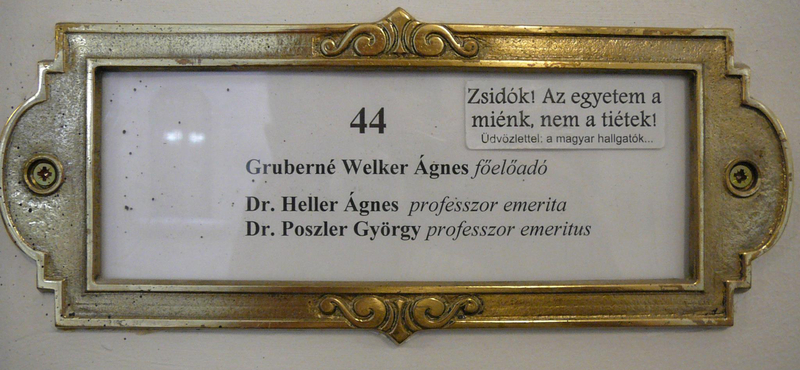 44
Zsidók! Az egyetem a
miénk, nem a tiétek!
Üdvözlettel: a magyar hallgatók...
Gruberné Welker Ágnes főelőadó
Dr. Heller Ágnes professzor emerita
Dr. Poszler György professzor emeritus